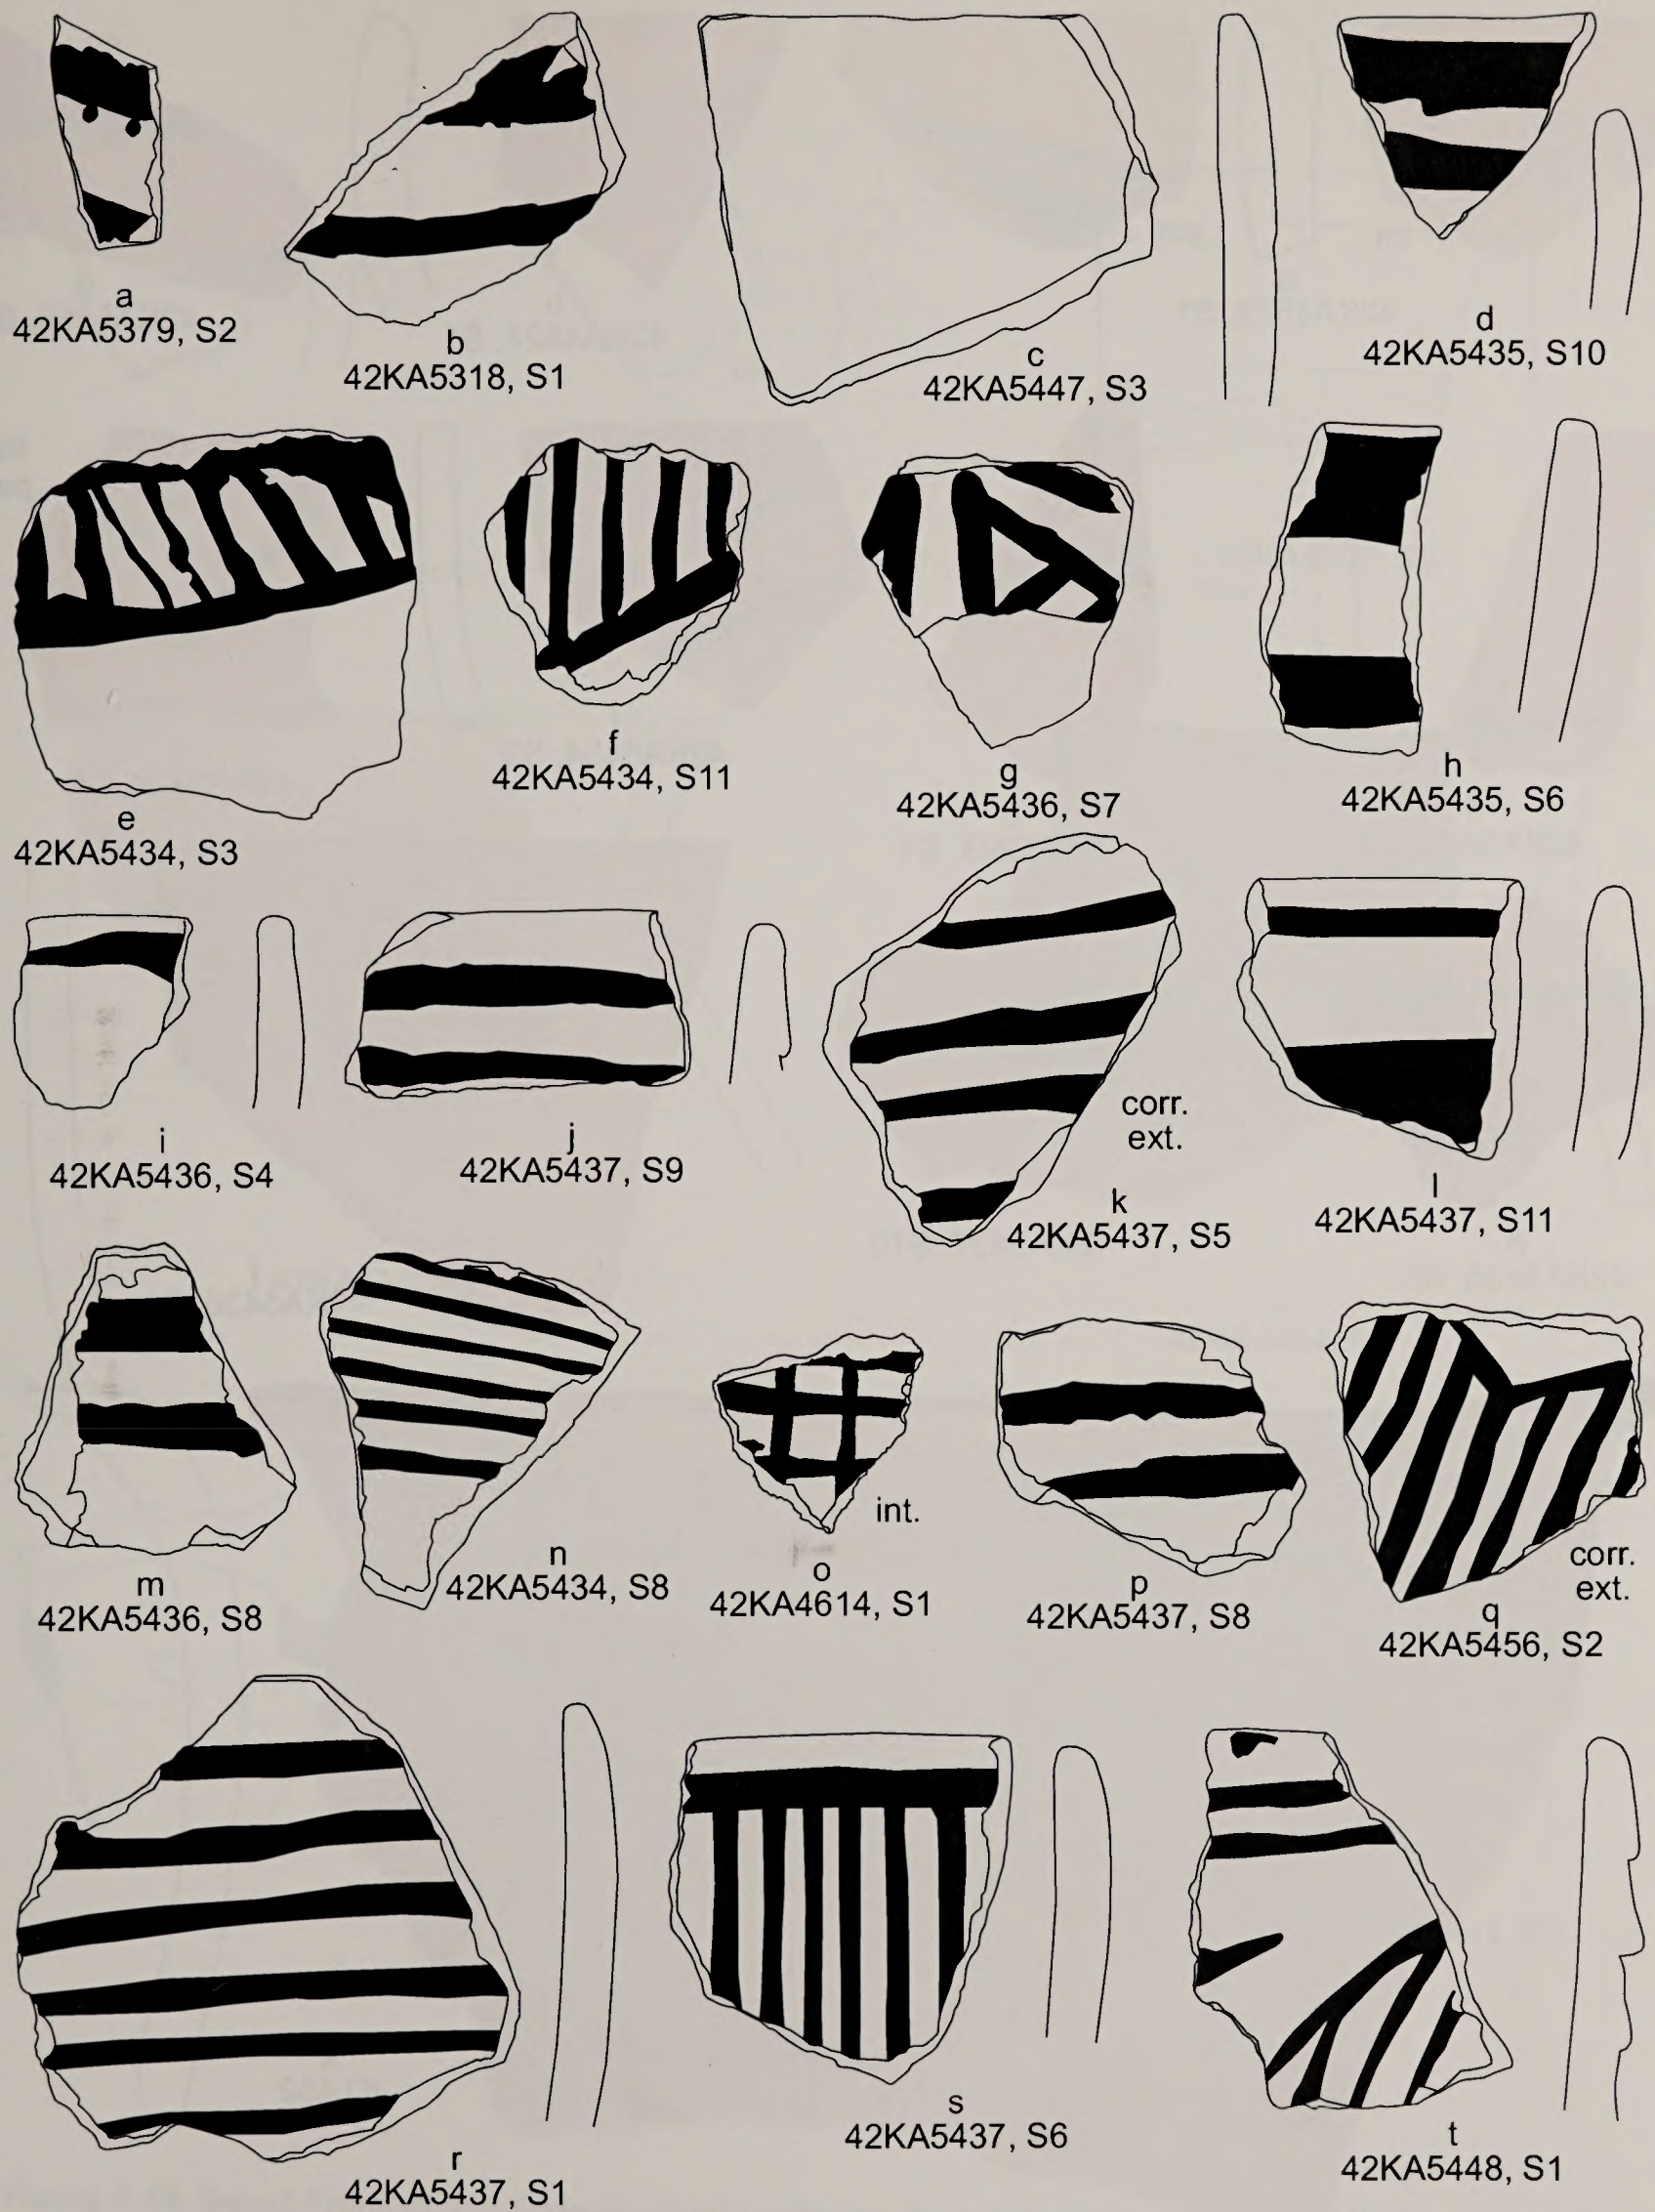 a
42KA5379, S2
b
42KA5318, S1
c
42KA5447, S3
d
42KA5435, S10
e
42KA5434, S3
f
42KA5434, S11
g
42KA5436, S7
h
42KA5435, S6
i
42KA5436, S4
j
42KA5437, S9
corr.
ext.
k
42KA5437, S5
l
42KA5437, S11
m
42KA5436, S8
n
42KA5434, S8
int.
o
42KA4614, S1
p
42KA5437, S8
corr.
ext.
q
42KA5456, S2
r
42KA5437, S1
s
42KA5437, S6
t
42KA5448, S1